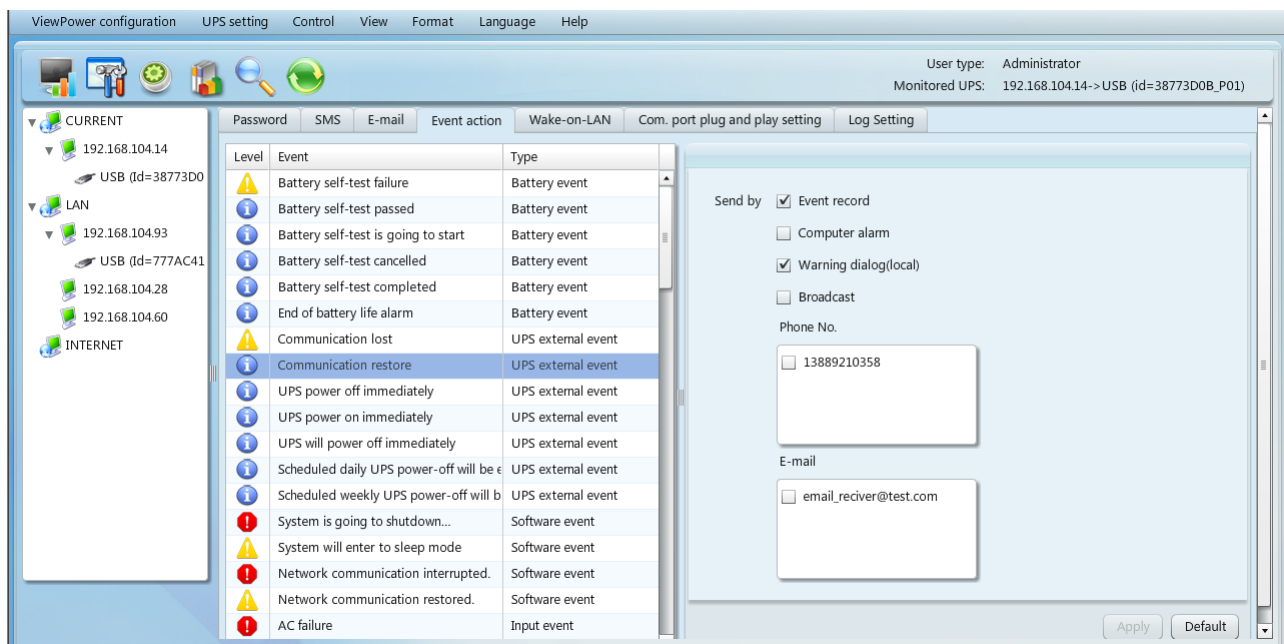 ViewPower configuration UPS setting Control View Format Language Help
User type: Administrator
Monitored UPS: 192.168.104.14->USB (id=38773D0B_P01)
CURRENT
192.168.104.14
USB (Id=38773D0
LAN
192.168.104.93
USB (Id=777AC41
192.168.104.28
192.168.104.60
INTERNET
Password SMS E-mail Event action Wake-on-LAN Com. port plug and play setting Log Setting
Level Event Type
Battery self-test failure Battery event
Battery self-test passed Battery event
Battery self-test is going to start Battery event
Battery self-test cancelled Battery event
Battery self-test completed Battery event
End of battery life alarm Battery event
Communication lost UPS external event
Communication restore UPS external event
UPS power off immediately UPS external event
UPS power on immediately UPS external event
UPS will power off immediately UPS external event
Scheduled daily UPS power-off will be e UPS external event
Scheduled weekly UPS power-off will b UPS external event
System is going to shutdown... Software event
System will enter to sleep mode Software event
Network communication interrupted. Software event
Network communication restored. Software event
AC failure Input event
Send by Event record
Computer alarm
Warning dialog(local)
Broadcast
Phone No.
13889210358
E-mail
email_reciver@test.com
Apply Default